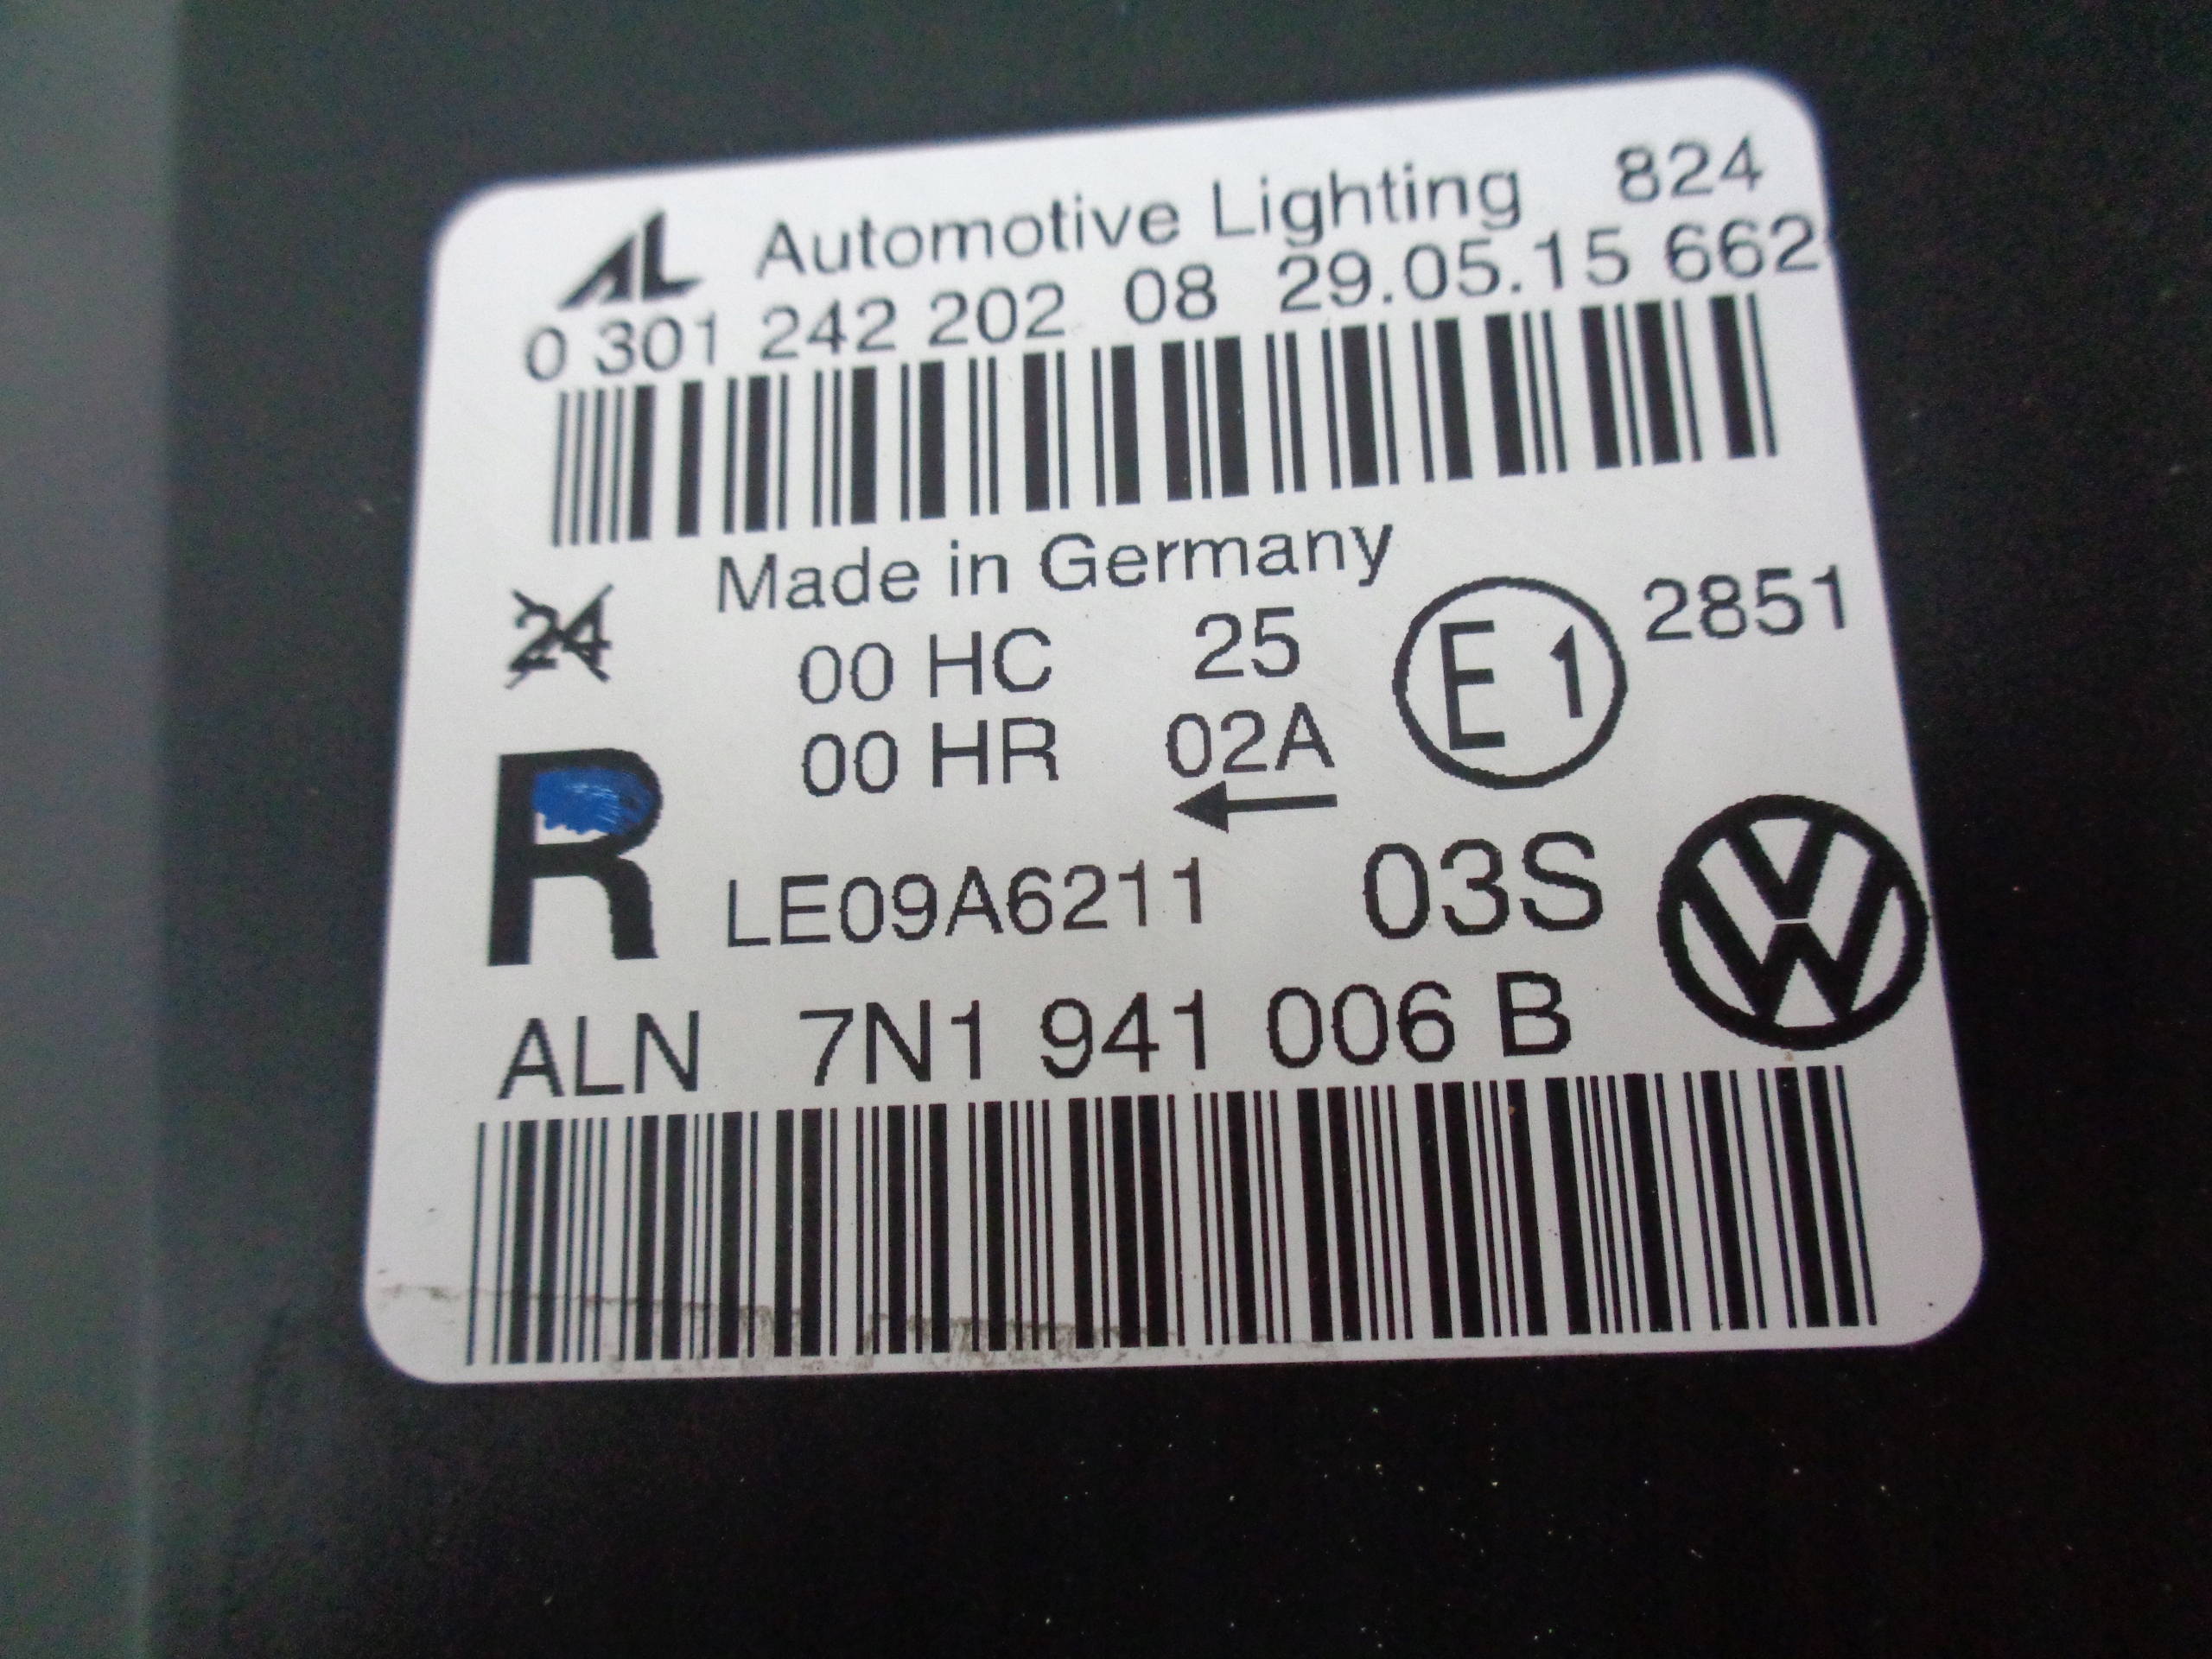 AL Automotive Lighting 824
0 301 242 202 08 29.05.15 662
Made in Germany
24 00 HC 25 E1 2851
00 HR 02A
R LE09A6211 03S VW
ALN 7N1 941 006 B